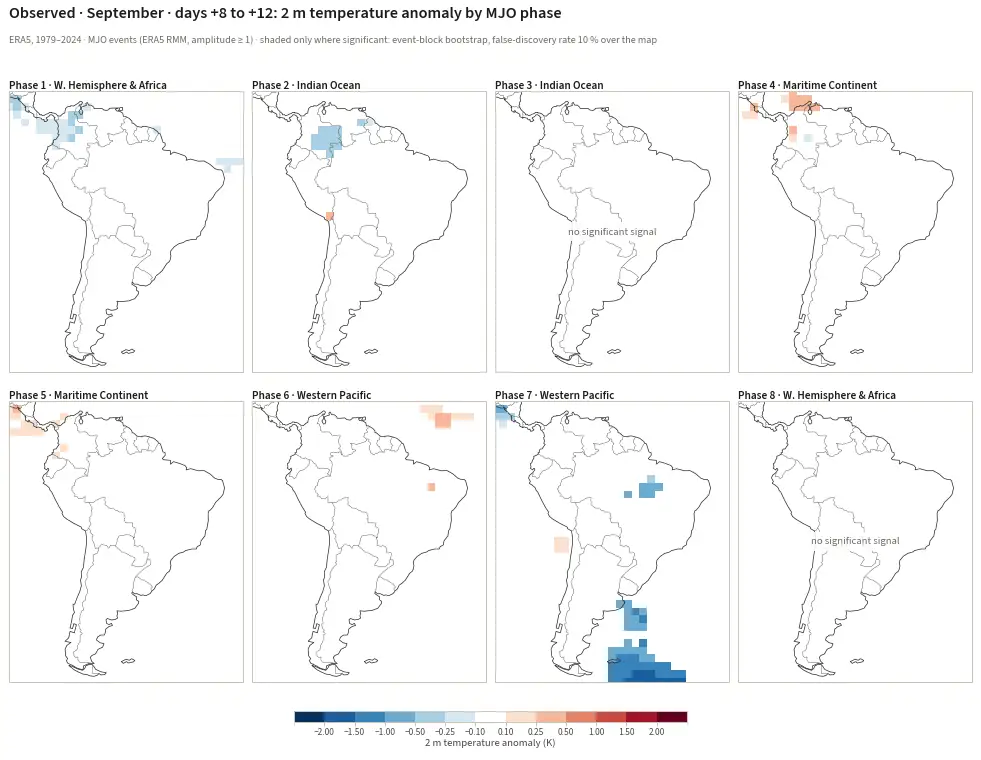 Observed · September · days +8 to +12: 2 m temperature anomaly by MJO phase
ERA5, 1979–2024 · MJO events (ERA5 RMM, amplitude ≥ 1) · shaded only where significant: event-block bootstrap, false-discovery rate 10 % over the map
Phase 1 · W. Hemisphere & Africa
Phase 2 · Indian Ocean
Phase 3 · Indian Ocean
Phase 4 · Maritime Continent
no significant signal
Phase 5 · Maritime Continent
Phase 6 · Western Pacific
Phase 7 · Western Pacific
Phase 8 · W. Hemisphere & Africa
no significant signal
−2.00 −1.50 −1.00 −0.50 −0.25 −0.10 0.10 0.25 0.50 1.00 1.50 2.00
2 m temperature anomaly (K)